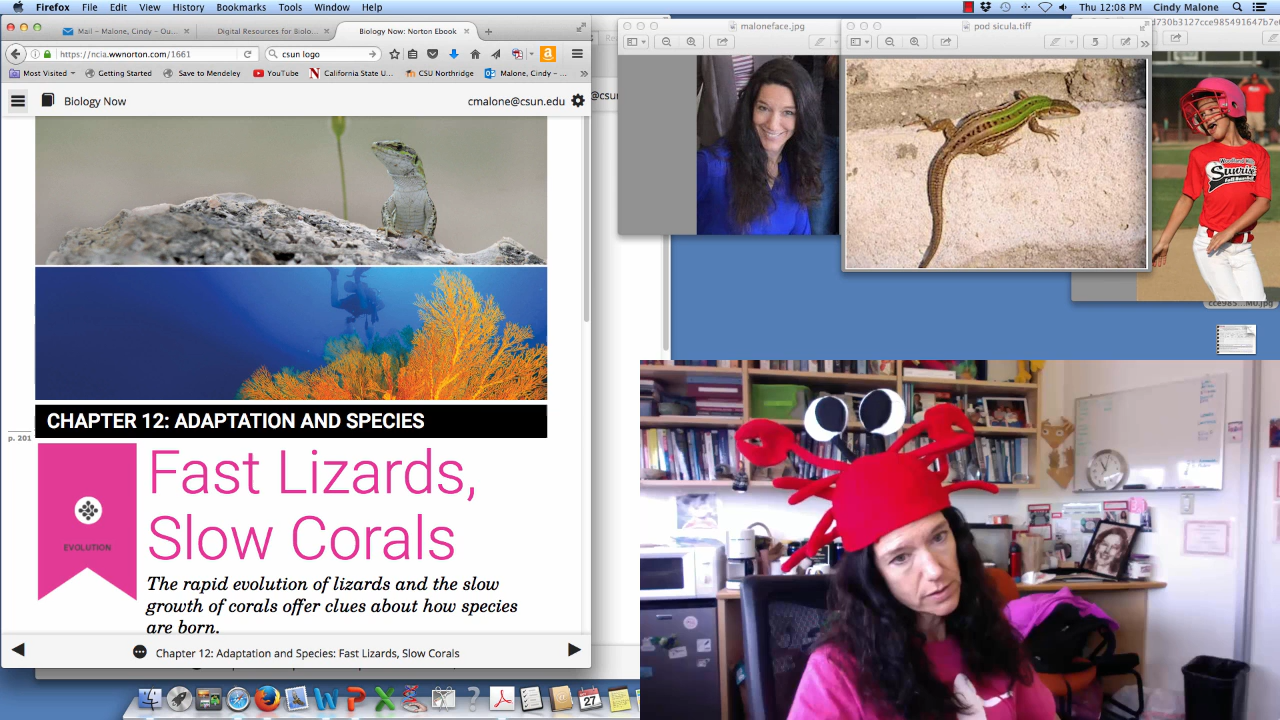 Firefox File Edit View History Bookmarks Tools Window Help
Thu 12:08 PM Cindy Malone
Mail – Malone, Cindy – Ou...
Digital Resources for Biolo...
Biology Now: Norton Ebook
https://ncia.wwnorton.com/1661
csun logo
Most Visited
Getting Started
Save to Mendeley
YouTube
California State U...
CSU Northridge
Malone, Cindy - ...
Biology Now
cmalone@csun.edu
@csun.edu
maloneface.jpg
pod sicula.tiff
d730b3127cce985491647b7e
Sunrise
CHAPTER 12: ADAPTATION AND SPECIES
p. 201
Fast Lizards,
Slow Corals
EVOLUTION
The rapid evolution of lizards and the slow
growth of corals offer clues about how species
are born.
Chapter 12: Adaptation and Species: Fast Lizards, Slow Corals
27